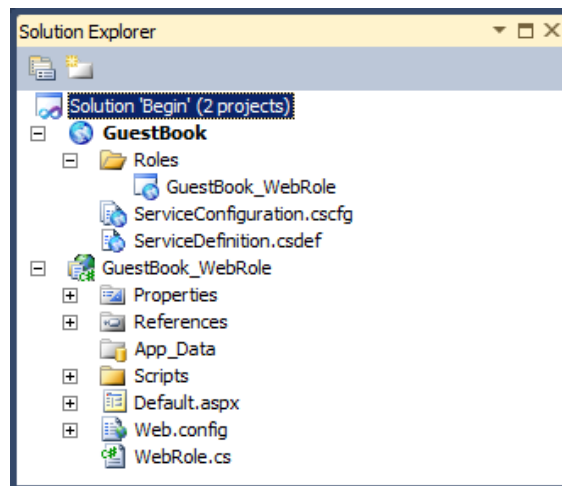 Solution Explorer
Solution 'Begin' (2 projects)
GuestBook
Roles
GuestBook_WebRole
ServiceConfiguration.cscfg
ServiceDefinition.csdef
GuestBook_WebRole
Properties
References
App_Data
Scripts
Default.aspx
Web.config
WebRole.cs